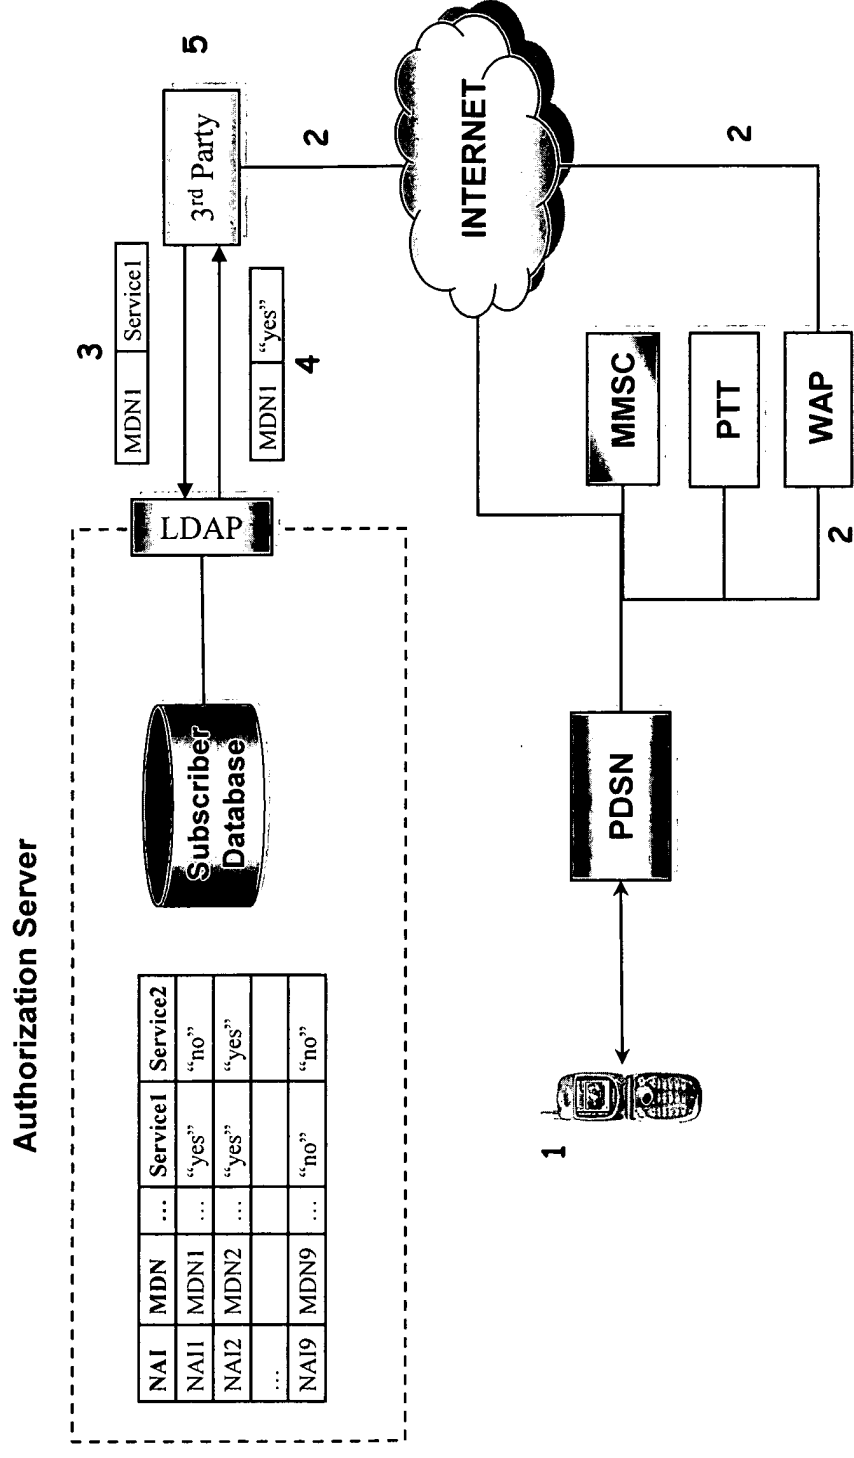 Authorization Server
NAI MDN … Service1 Service2
NAI1 MDN1 … “yes” “no”
NAI2 MDN2 … “yes” “yes”
…
NAI9 MDN9 … “no” “no”
Subscriber
Database
LDAP
3
MDN1 Service1
MDN1 “yes”
4
3rd Party
5
2
INTERNET
1
PDSN
MMSC
PTT
WAP
2
2